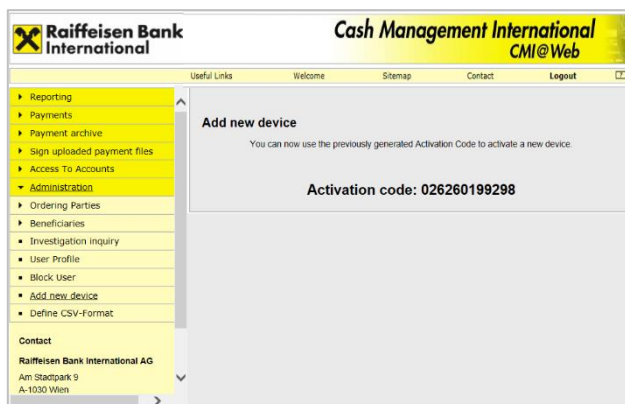 Raiffeisen Bank
International
Cash Management International
CMI@Web
Useful Links Welcome Sitemap Contact Logout ?
Reporting
Payments
Payment archive
Sign uploaded payment files
Access To Accounts
Administration
Ordering Parties
Beneficiaries
Investigation inquiry
User Profile
Block User
Add new device
Define CSV-Format
Contact
Raiffeisen Bank International AG
Am Stadtpark 9
A-1030 Wien
Add new device
You can now use the previously generated Activation Code to activate a new device.
Activation code: 026260199298